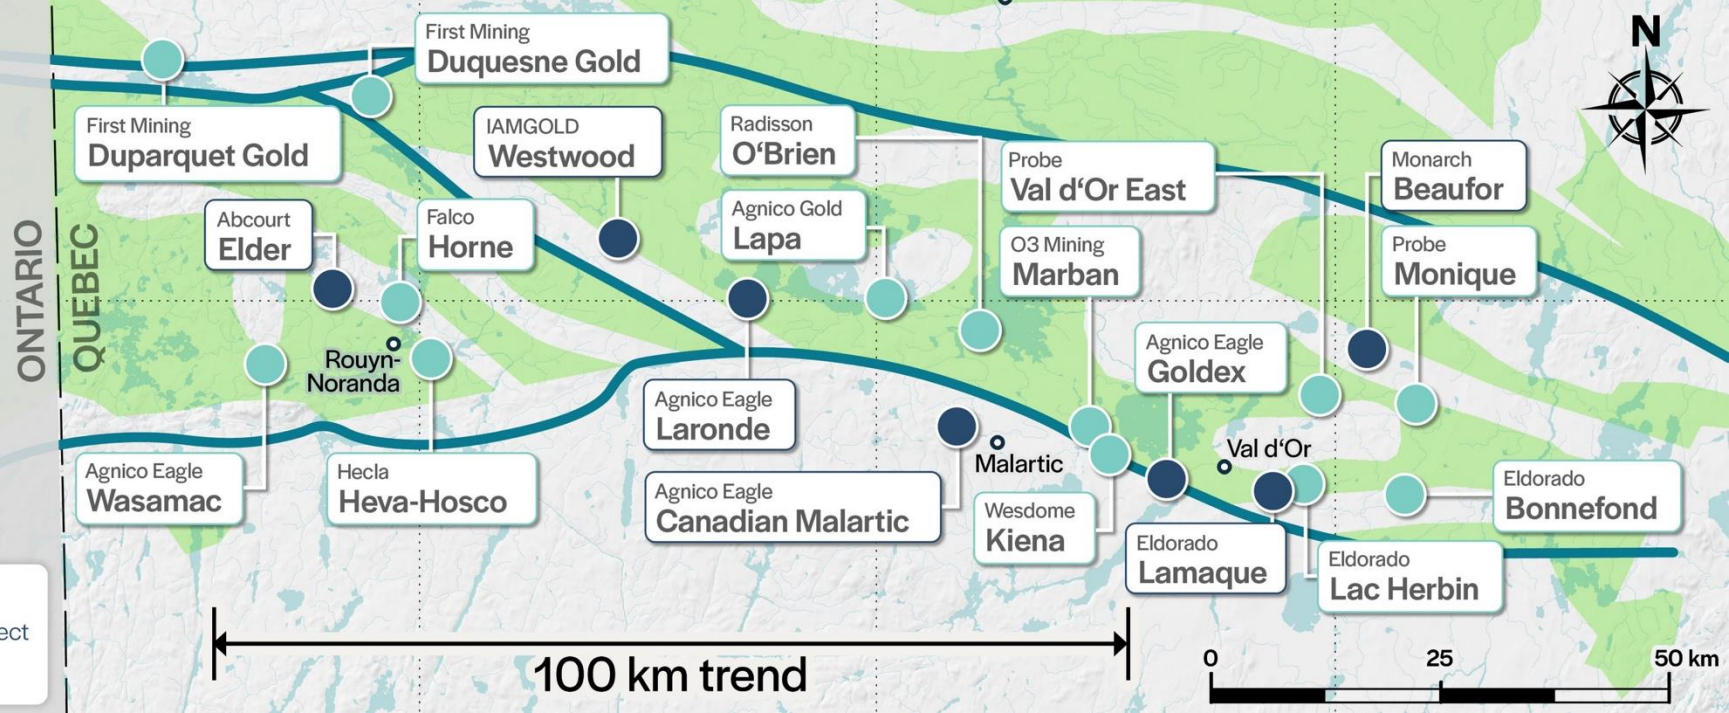 First Mining
Duquesne Gold
N
First Mining
Duparquet Gold
IAMGOLD
Westwood
Radisson
O‘Brien
Probe
Val d‘Or East
Monarch
Beaufor
Abcourt
Elder
Falco
Horne
Agnico Gold
Lapa
O3 Mining
Marban
Probe
Monique
ONTARIO
QUEBEC
Rouyn-
Noranda
Agnico Eagle
Goldex
Agnico Eagle
Laronde
Malartic
Val d‘Or
Agnico Eagle
Wasamac
Hecla
Heva-Hosco
Agnico Eagle
Canadian Malartic
Wesdome
Kiena
Eldorado
Bonnefond
Eldorado
Lamaque
Eldorado
Lac Herbin
ect
100 km trend
0 25 50 km